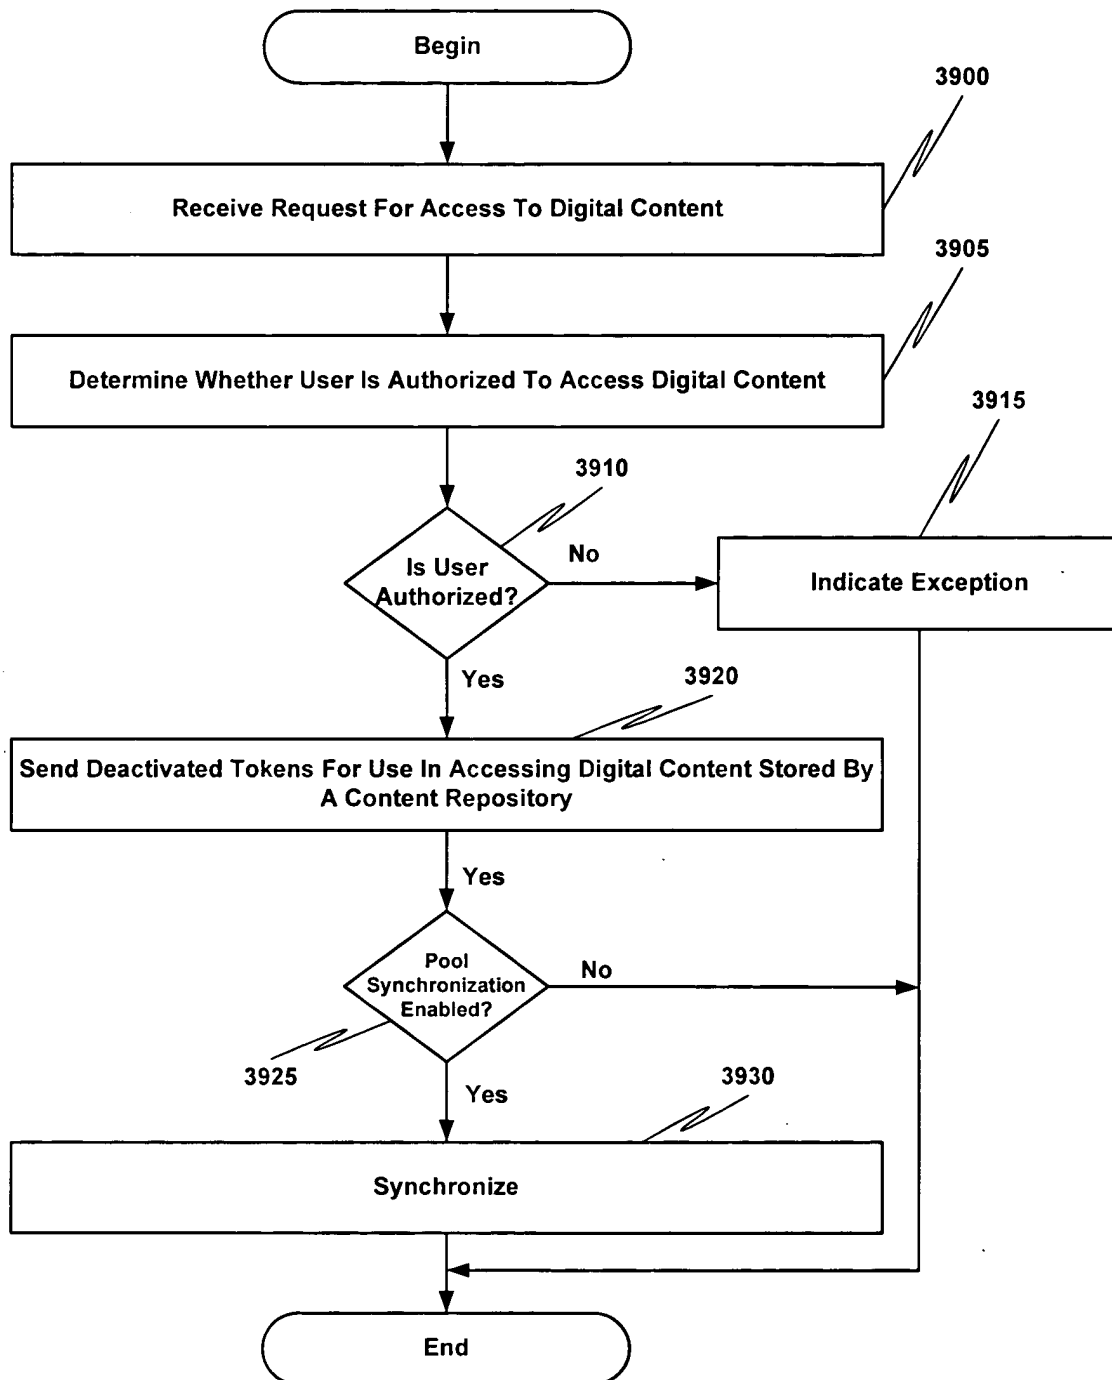 Begin
3900
Receive Request For Access To Digital Content
3905
Determine Whether User Is Authorized To Access Digital Content
3915
3910
Is User
Authorized?
No
Indicate Exception
Yes
3920
Send Deactivated Tokens For Use In Accessing Digital Content Stored By
A Content Repository
Yes
Pool
Synchronization
Enabled?
No
3925
Yes
3930
Synchronize
End